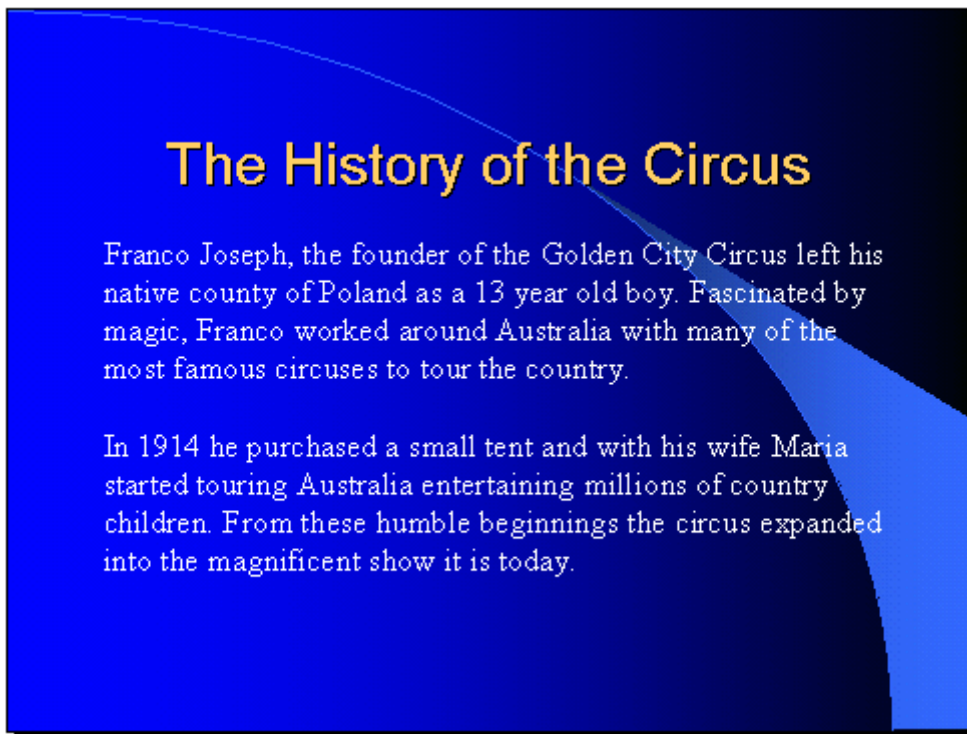 The History of the Circus
Franco Joseph, the founder of the Golden City Circus left his
native county of Poland as a 13 year old boy. Fascinated by
magic, Franco worked around Australia with many of the
most famous circuses to tour the country.
In 1914 he purchased a small tent and with his wife Maria
started touring Australia entertaining millions of country
children. From these humble beginnings the circus expanded
into the magnificent show it is today.